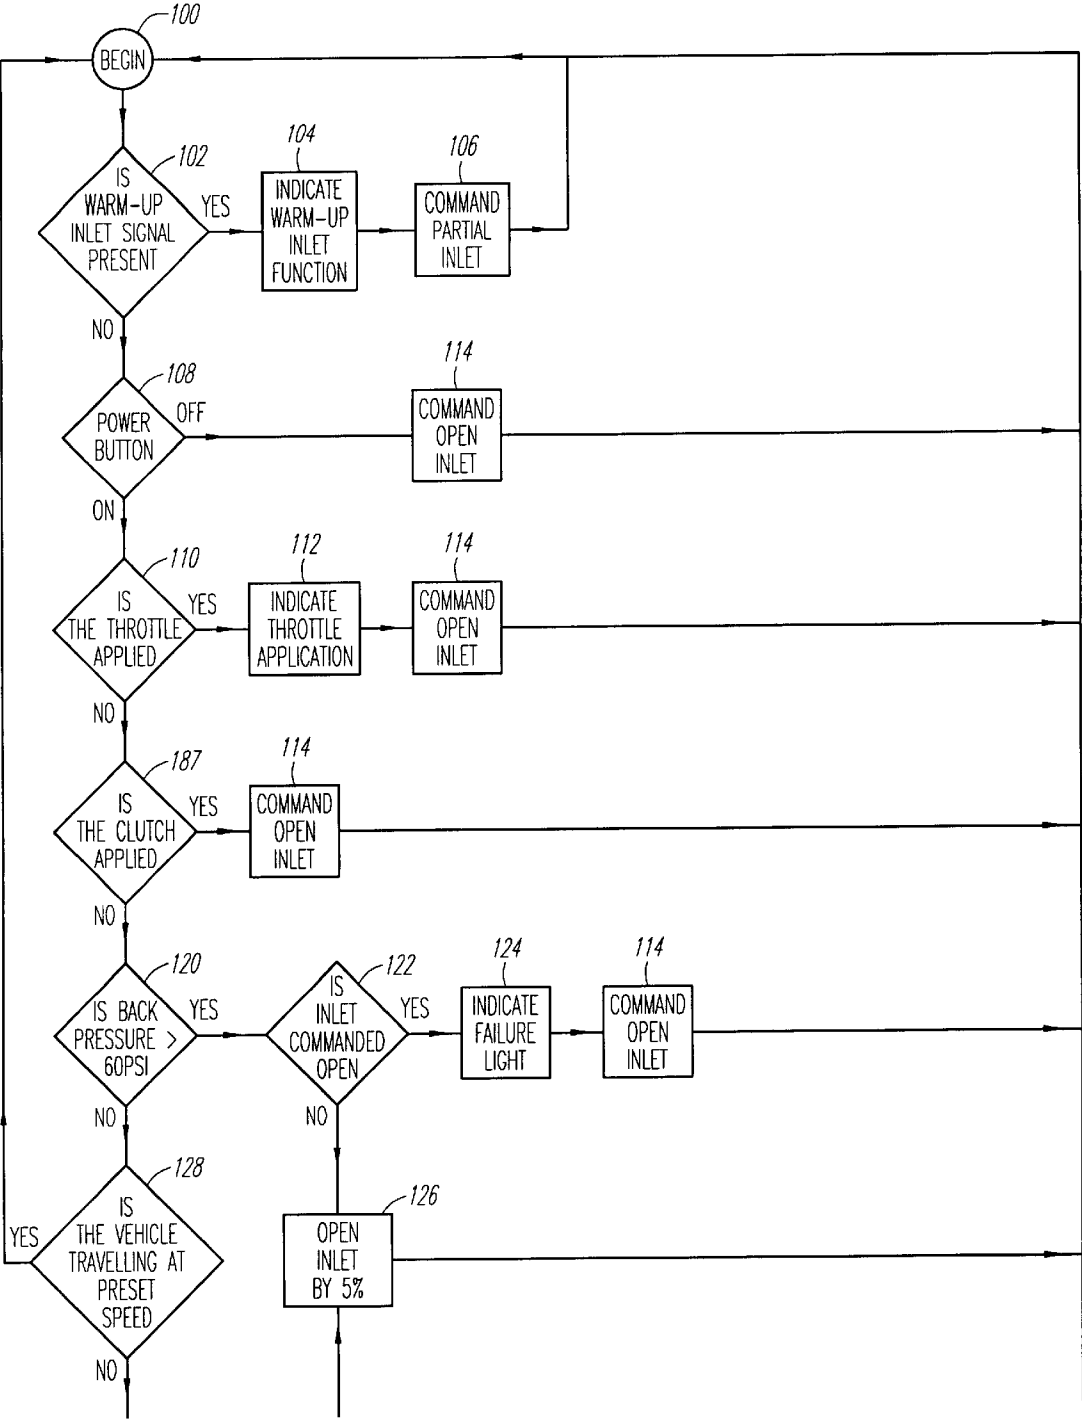 100
BEGIN
102
IS
WARM-UP
INLET SIGNAL
PRESENT
YES
104
INDICATE
WARM-UP
INLET
FUNCTION
106
COMMAND
PARTIAL
INLET
NO
108
POWER
BUTTON
OFF
114
COMMAND
OPEN
INLET
ON
110
IS
THE THROTTLE
APPLIED
YES
112
INDICATE
THROTTLE
APPLICATION
114
COMMAND
OPEN
INLET
NO
187
IS
THE CLUTCH
APPLIED
YES
114
COMMAND
OPEN
INLET
NO
120
IS BACK
PRESSURE >
60PSI
YES
122
IS
INLET
COMMANDED
OPEN
YES
124
INDICATE
FAILURE
LIGHT
114
COMMAND
OPEN
INLET
NO
NO
128
IS
THE VEHICLE
TRAVELLING AT
PRESET
SPEED
YES
126
OPEN
INLET
BY 5%
NO